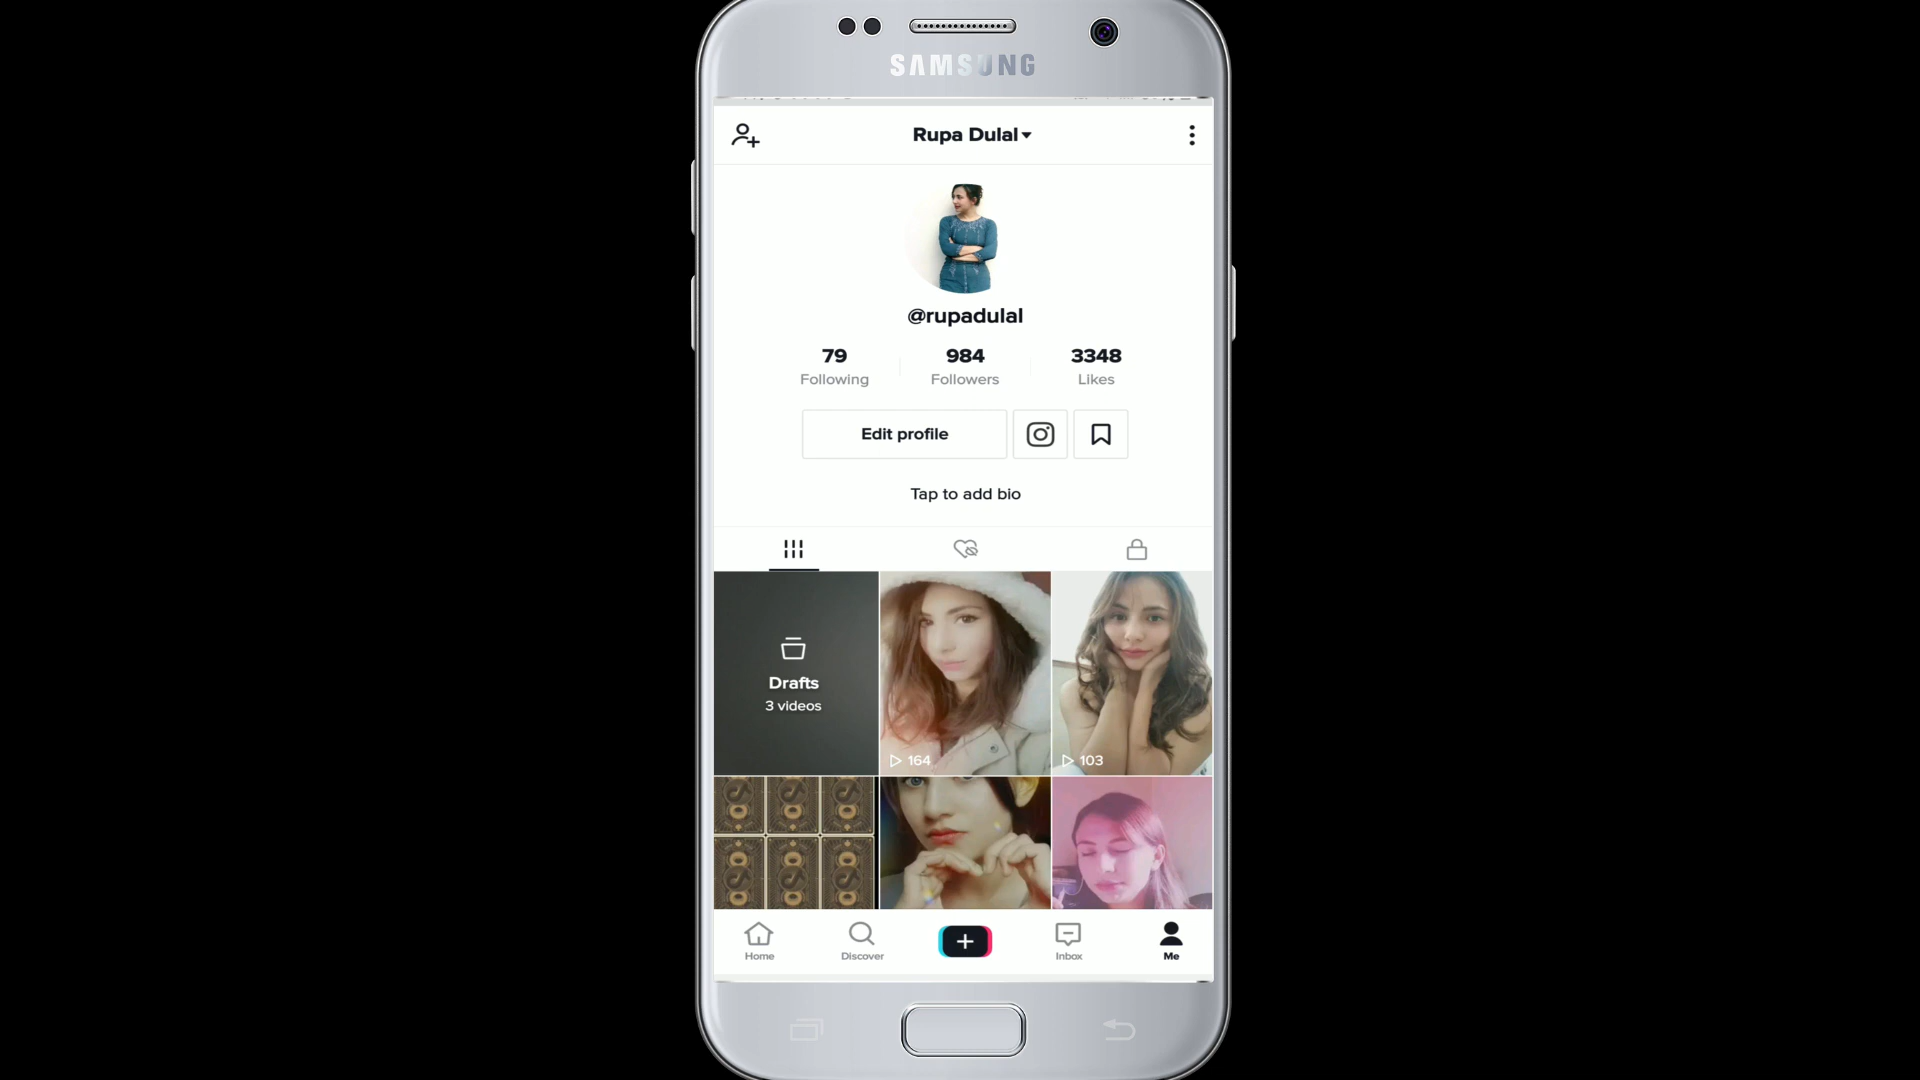 SAMSUNG
Rupa Dulal
@rupadulal
79 984 3348
Following Followers Likes
Edit profile
Tap to add bio
Drafts
3 videos
164 103
Home Discover Inbox Me